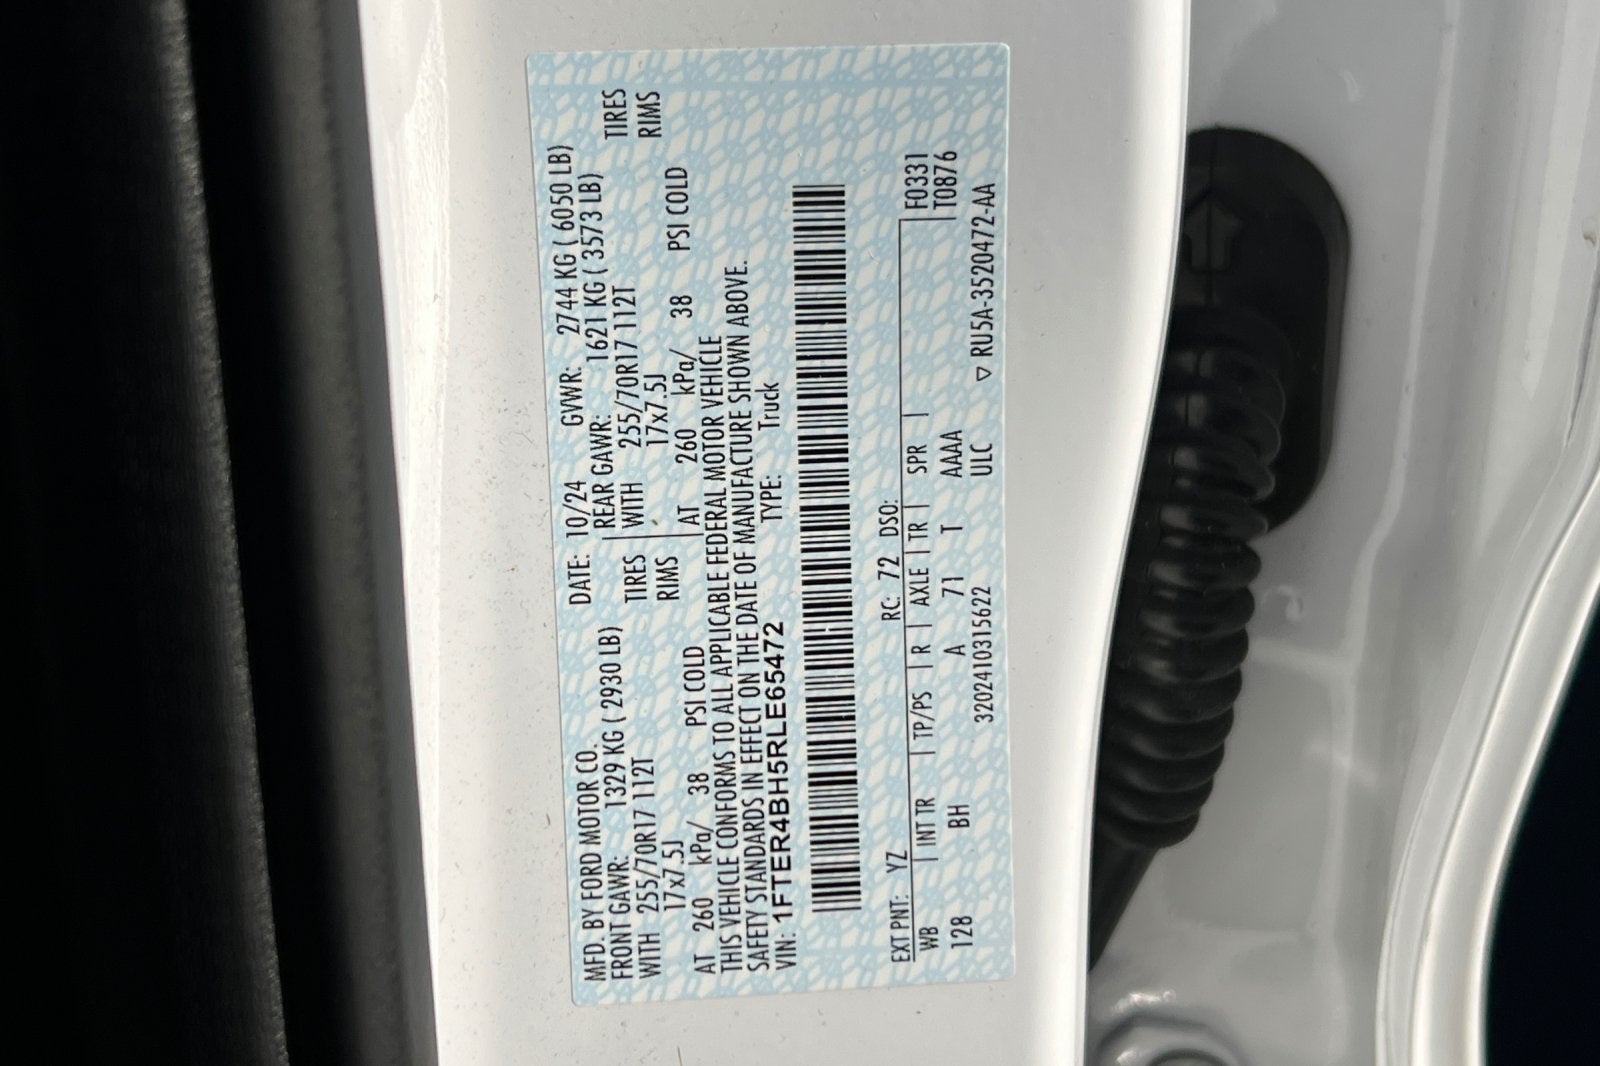 MFD. BY FORD MOTOR CO. DATE: 10/24 GVWR: 2744 KG ( 6050 LB)
FRONT GAWR: 1329 KG ( 2930 LB) REAR GAWR: 1621 KG ( 3573 LB)
WITH 255/70R17 112T TIRES WITH 255/70R17 112T TIRES
17x7.5J RIMS 17x7.5J RIMS
AT 260 kPa/ 38 PSI COLD AT 260 kPa/ 38 PSI COLD
THIS VEHICLE CONFORMS TO ALL APPLICABLE FEDERAL MOTOR VEHICLE
SAFETY STANDARDS IN EFFECT ON THE DATE OF MANUFACTURE SHOWN ABOVE.
VIN: 1FTER4BH5RLE65472 TYPE: Truck
EXT PNT: YZ RC: 72 DSO: F0331
WB INT TR TP/PS R AXLE TR SPR T0876
128 BH A 71 T AAAA
3202410315622 ULC ▽ RU5A-3520472-AA